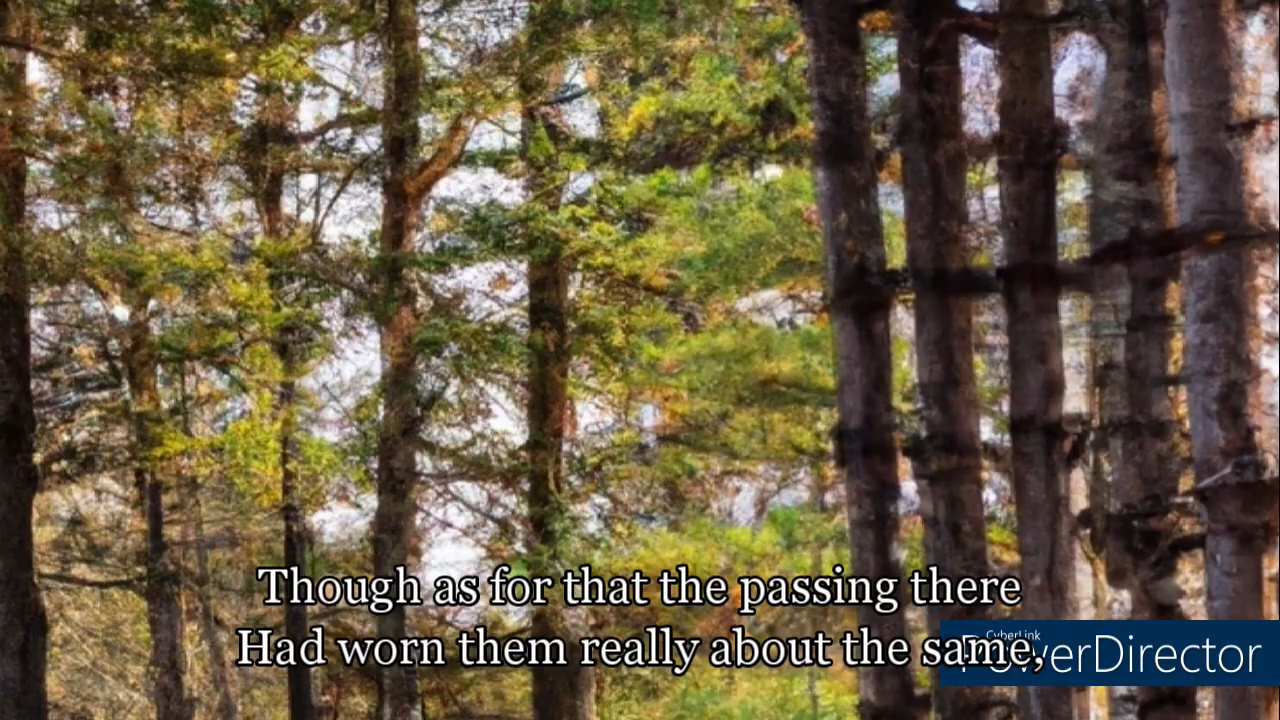 Though as for that the passing there
Had worn them really about the same,
CyberLink
PowerDirector